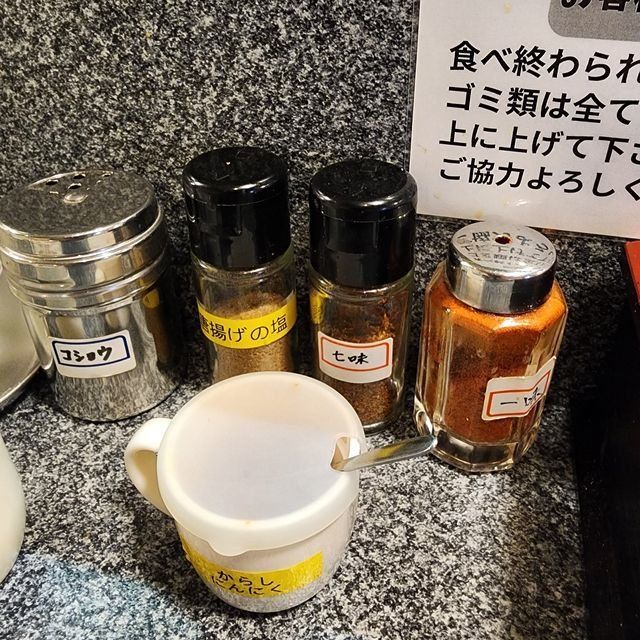 食べ終わられ
ゴミ類は全て
上に上げて下さ
ご協力よろしく
コショウ
揚げの塩
七味
一味
からし
にんにく